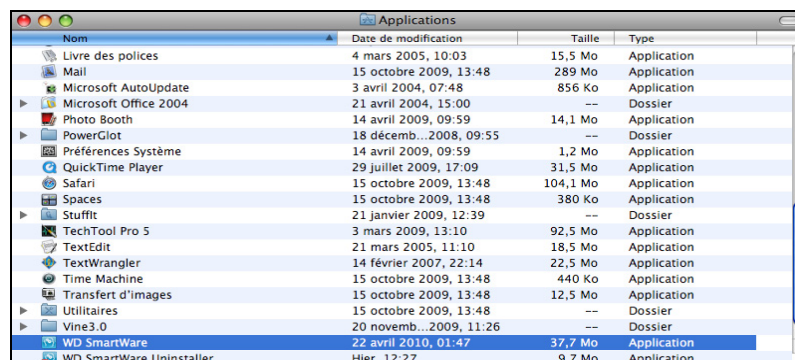 Applications
Nom Date de modification Taille Type
Livre des polices 4 mars 2005, 10:03 15,5 Mo Application
Mail 15 octobre 2009, 13:48 289 Mo Application
Microsoft AutoUpdate 3 avril 2004, 07:48 856 Ko Application
Microsoft Office 2004 21 avril 2004, 15:00 -- Dossier
Photo Booth 14 avril 2009, 09:59 14,1 Mo Application
PowerGlot 18 décemb...2008, 09:55 -- Dossier
Préférences Système 14 avril 2009, 09:59 1,2 Mo Application
QuickTime Player 29 juillet 2009, 17:09 31,5 Mo Application
Safari 15 octobre 2009, 13:48 104,1 Mo Application
Spaces 15 octobre 2009, 13:48 380 Ko Application
StuffIt 21 janvier 2009, 12:39 -- Dossier
TechTool Pro 5 3 mars 2009, 13:10 92,5 Mo Application
TextEdit 21 mars 2005, 11:10 18,5 Mo Application
TextWrangler 14 février 2007, 22:14 22,5 Mo Application
Time Machine 15 octobre 2009, 13:48 440 Ko Application
Transfert d'images 15 octobre 2009, 13:48 12,5 Mo Application
Utilitaires 15 octobre 2009, 13:48 -- Dossier
Vine3.0 20 novemb...2009, 11:26 -- Dossier
WD SmartWare 22 avril 2010, 01:47 37,7 Mo Application
WD SmartWare Uninstaller Hier, 12:27 9,7 Mo Application